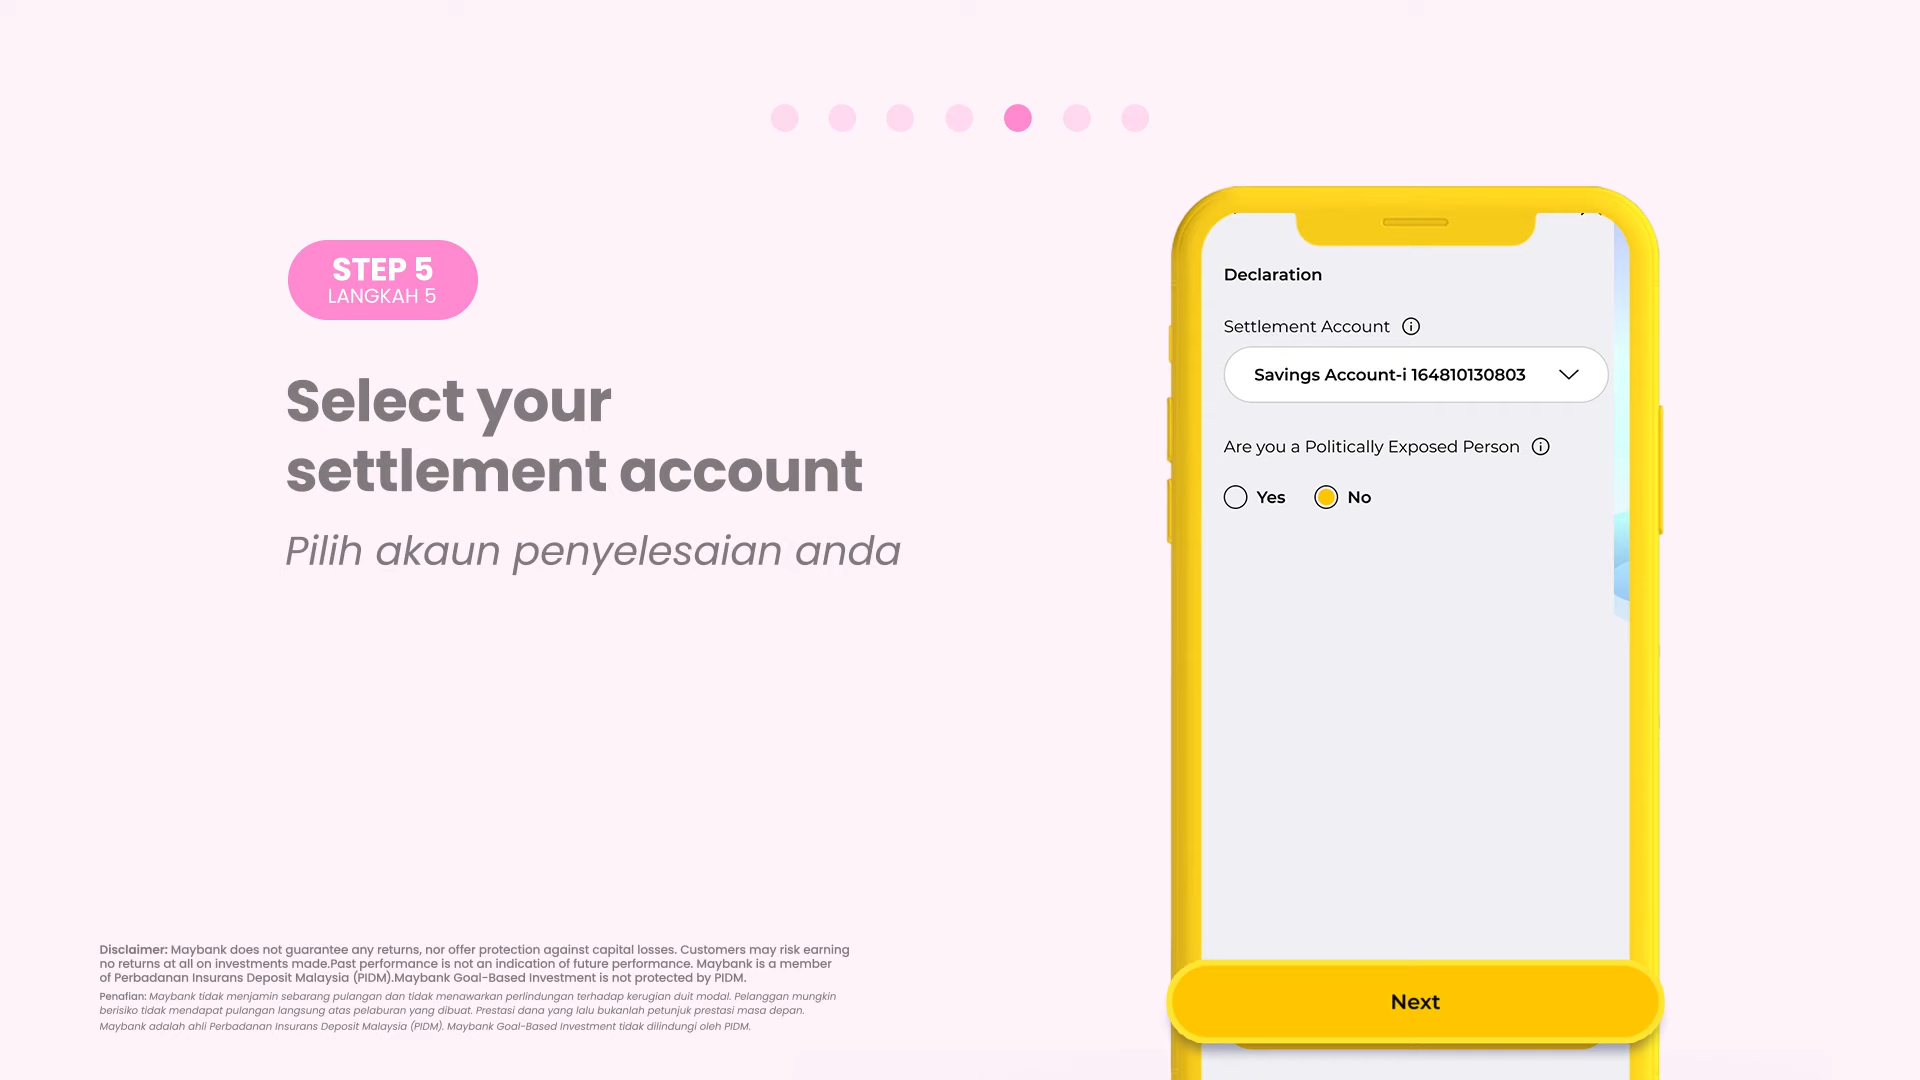 STEP 5
LANGKAH 5
Select your
settlement account
Pilih akaun penyelesaian anda
Declaration
Settlement Account
Savings Account-i 164810130803
Are you a Politically Exposed Person
Yes No
Next
Disclaimer: Maybank does not guarantee any returns, nor offer protection against capital losses. Customers may risk earning
no returns at all on investments made.Past performance is not an indication of future performance. Maybank is a member
of Perbadanan Insurans Deposit Malaysia (PIDM).Maybank Goal-Based Investment is not protected by PIDM.
Penafian: Maybank tidak menjamin sebarang pulangan dan tidak menawarkan perlindungan terhadap kerugian duit modal. Pelanggan mungkin
berisiko tidak mendapat pulangan langsung atas pelaburan yang dibuat. Prestasi dana yang lalu bukanlah petunjuk prestasi masa depan.
Maybank adalah ahli Perbadanan Insurans Deposit Malaysia (PIDM). Maybank Goal-Based Investment tidak dilindungi oleh PIDM.